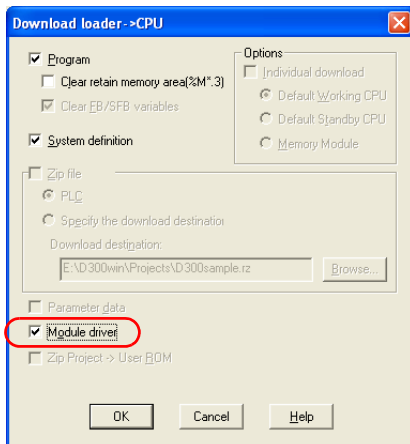 Download loader->CPU
Program
Clear retain memory area(%M*.3)
Clear FB/SFB variables
System definition
Options
Individual download
Default Working CPU
Default Standby CPU
Memory Module
Zip file
PLC
Specify the download destination
Download destination:
E:\D300win\Projects\D300sample.rz
Browse...
Parameter data
Module driver
Zip Project -> User ROM
OK
Cancel
Help